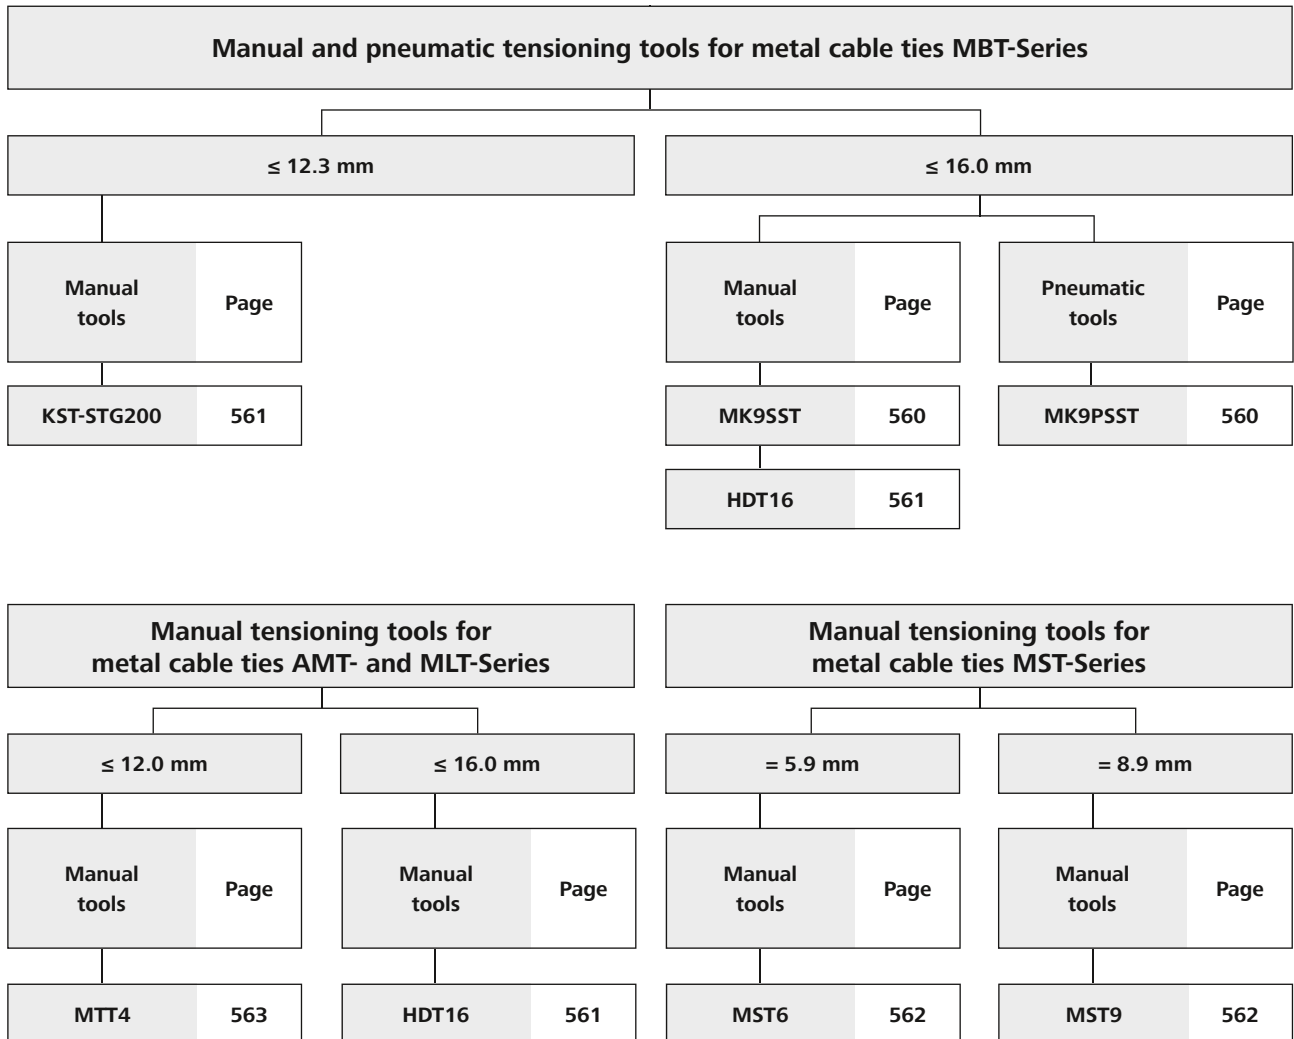 Manual and pneumatic tensioning tools for metal cable ties MBT-Series
≤ 12.3 mm
≤ 16.0 mm
Manual
tools
Page
Manual
tools
Page
Pneumatic
tools
Page
KST-STG200
561
MK9SST
560
MK9PSST
560
HDT16
561
Manual tensioning tools for
metal cable ties AMT- and MLT-Series
Manual tensioning tools for
metal cable ties MST-Series
≤ 12.0 mm
≤ 16.0 mm
= 5.9 mm
= 8.9 mm
Manual
tools
Page
Manual
tools
Page
Manual
tools
Page
Manual
tools
Page
MTT4
563
HDT16
561
MST6
562
MST9
562